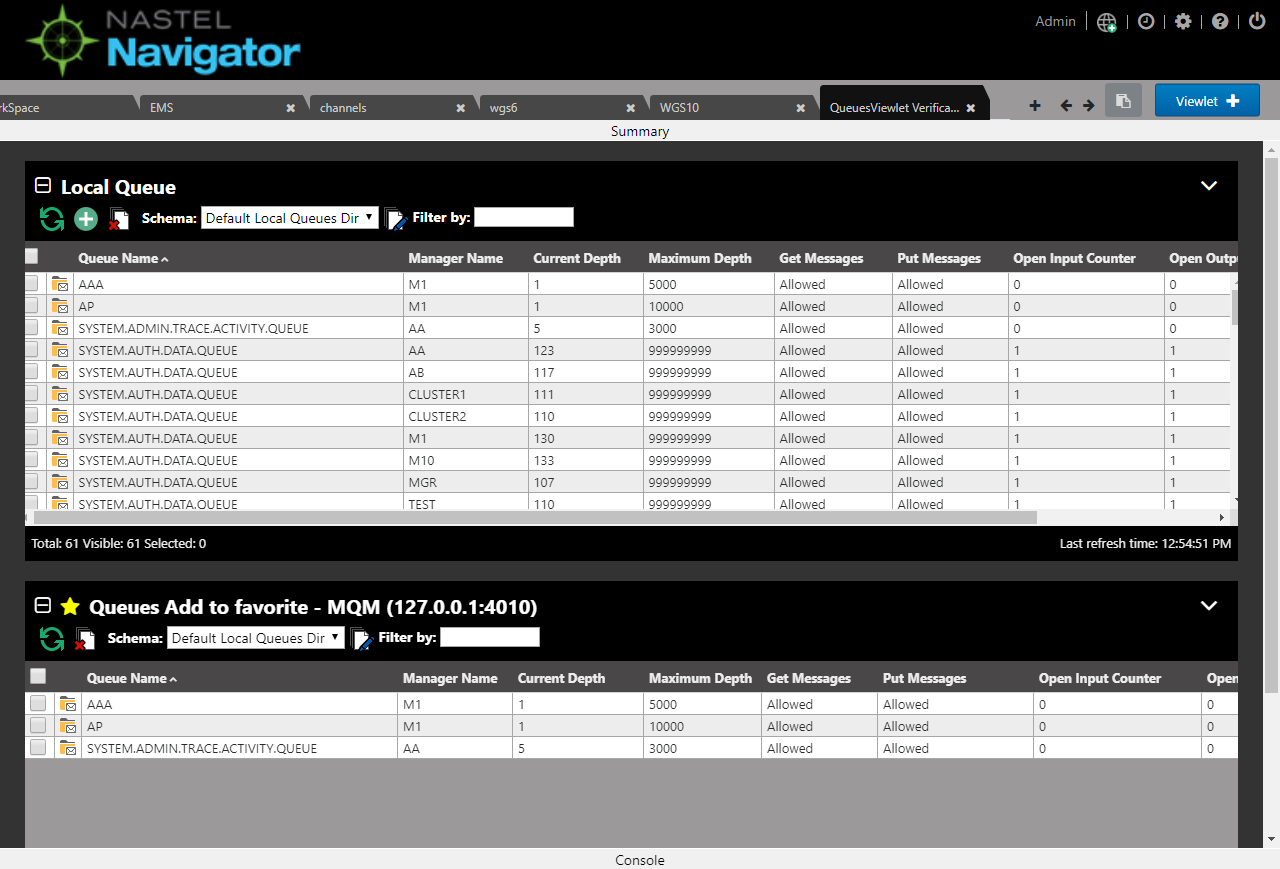 NASTEL
Navigator
Admin
rkSpace EMS channels wgs6 WGS10 QueuesViewlet Verifica... Viewlet
Summary
Local Queue
Schema: Default Local Queues Dir Filter by:
Queue Name Manager Name Current Depth Maximum Depth Get Messages Put Messages Open Input Counter Open Outpu
AAA M1 1 5000 Allowed Allowed 0 0
AP M1 1 10000 Allowed Allowed 0 0
SYSTEM.ADMIN.TRACE.ACTIVITY.QUEUE AA 5 3000 Allowed Allowed 0 0
SYSTEM.AUTH.DATA.QUEUE AA 123 999999999 Allowed Allowed 1 1
SYSTEM.AUTH.DATA.QUEUE AB 117 999999999 Allowed Allowed 1 1
SYSTEM.AUTH.DATA.QUEUE CLUSTER1 111 999999999 Allowed Allowed 1 1
SYSTEM.AUTH.DATA.QUEUE CLUSTER2 110 999999999 Allowed Allowed 1 1
SYSTEM.AUTH.DATA.QUEUE M1 130 999999999 Allowed Allowed 1 1
SYSTEM.AUTH.DATA.QUEUE M10 133 999999999 Allowed Allowed 1 1
SYSTEM.AUTH.DATA.QUEUE MGR 107 999999999 Allowed Allowed 1 1
SYSTEM.AUTH.DATA.QUEUE TEST 110 999999999 Allowed Allowed 1 1
Total: 61 Visible: 61 Selected: 0 Last refresh time: 12:54:51 PM
Queues Add to favorite - MQM (127.0.0.1:4010)
Schema: Default Local Queues Dir Filter by:
Queue Name Manager Name Current Depth Maximum Depth Get Messages Put Messages Open Input Counter Open
AAA M1 1 5000 Allowed Allowed 0 0
AP M1 1 10000 Allowed Allowed 0 0
SYSTEM.ADMIN.TRACE.ACTIVITY.QUEUE AA 5 3000 Allowed Allowed 0 0
Console